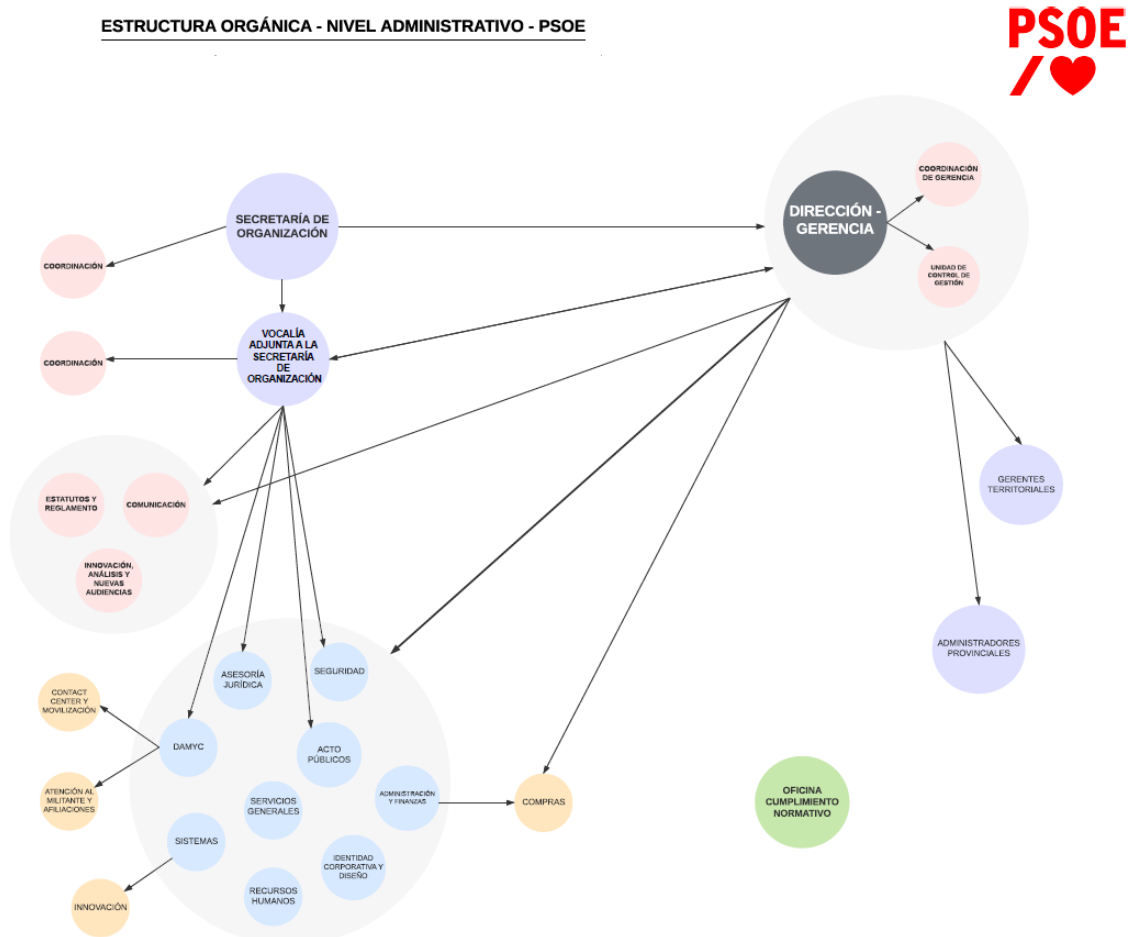 ESTRUCTURA ORGÁNICA - NIVEL ADMINISTRATIVO - PSOE
PSOE
COORDINACIÓN
DE GERENCIA
DIRECCIÓN -
GERENCIA
SECRETARÍA DE
ORGANIZACIÓN
COORDINACIÓN
UNIDAD DE
CONTROL DE
GESTIÓN
VOCALÍA
ADJUNTA A LA
SECRETARÍA
DE
ORGANIZACIÓN
COORDINACIÓN
ESTATUTOS Y
REGLAMENTO
COMUNICACIÓN
GERENTES
TERRITORIALES
INNOVACIÓN,
ANÁLISIS Y
NUEVAS
AUDIENCIAS
ADMINISTRADORES
PROVINCIALES
ASESORÍA
JURÍDICA
SEGURIDAD
CONTACT
CENTER Y
MOVILIZACIÓN
DAMYC
ACTO
PÚBLICOS
ATENCIÓN AL
MILITANTE Y
AFILIACIONES
SERVICIOS
GENERALES
ADMINISTRACIÓN
Y FINANZAS
COMPRAS
OFICINA
CUMPLIMIENTO
NORMATIVO
SISTEMAS
IDENTIDAD
CORPORATIVA Y
DISEÑO
RECURSOS
HUMANOS
INNOVACIÓN